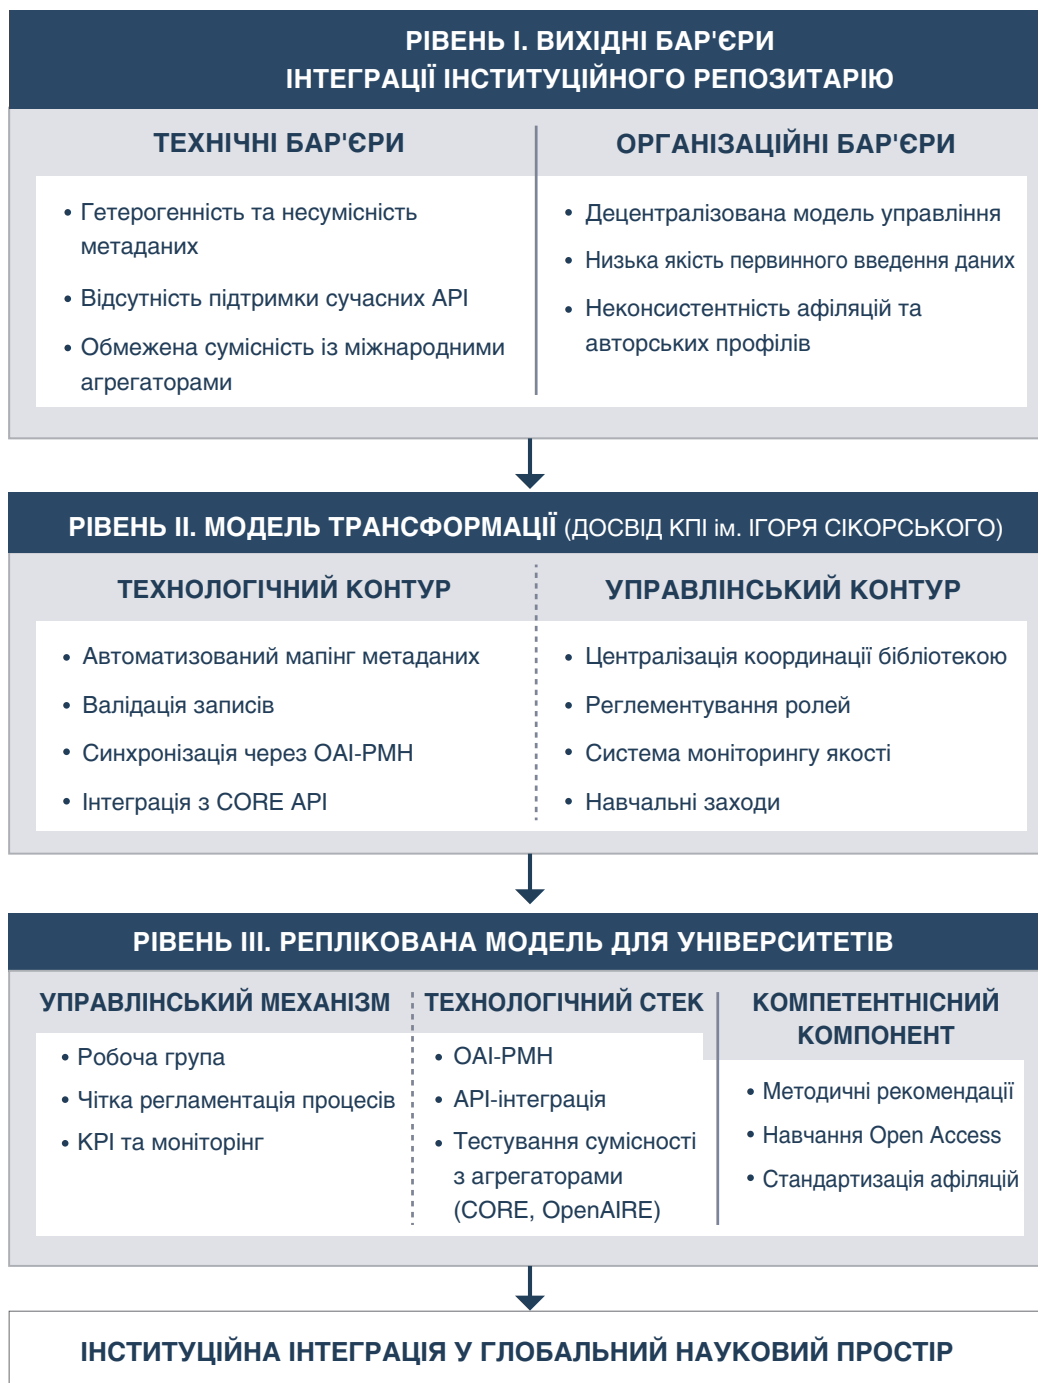 РІВЕНЬ І. ВИХІДНІ БАР'ЄРИ
ІНТЕГРАЦІЇ ІНСТИТУЦІЙНОГО РЕПОЗИТАРІЮ
ТЕХНІЧНІ БАР'ЄРИ
• Гетерогенність та несумісність
метаданих
• Відсутність підтримки сучасних API
• Обмежена сумісність із міжнародними
агрегаторами
ОРГАНІЗАЦІЙНІ БАР'ЄРИ
• Децентралізована модель управління
• Низька якість первинного введення даних
• Неконсистентність афіляцій та
авторських профілів
РІВЕНЬ ІІ. МОДЕЛЬ ТРАНСФОРМАЦІЇ (ДОСВІД КПІ ім. ІГОРЯ СІКОРСЬКОГО)
ТЕХНОЛОГІЧНИЙ КОНТУР
• Автоматизований мапінг метаданих
• Валідація записів
• Синхронізація через OAI-PMH
• Інтеграція з CORE API
УПРАВЛІНСЬКИЙ КОНТУР
• Централізація координації бібліотекою
• Реглементування ролей
• Система моніторингу якості
• Навчальні заходи
РІВЕНЬ ІІІ. РЕПЛІКОВАНА МОДЕЛЬ ДЛЯ УНІВЕРСИТЕТІВ
УПРАВЛІНСЬКИЙ МЕХАНІЗМ
• Робоча група
• Чітка регламентація процесів
• KPI та моніторінг
ТЕХНОЛОГІЧНИЙ СТЕК
• OAI-PMH
• API-інтеграція
• Тестування сумісності
з агрегаторами
(CORE, OpenAIRE)
КОМПЕТЕНТНІСНИЙ
КОМПОНЕНТ
• Методичні рекомендації
• Навчання Open Access
• Стандартизація афіляцій
ІНСТИТУЦІЙНА ІНТЕГРАЦІЯ У ГЛОБАЛЬНИЙ НАУКОВИЙ ПРОСТІР